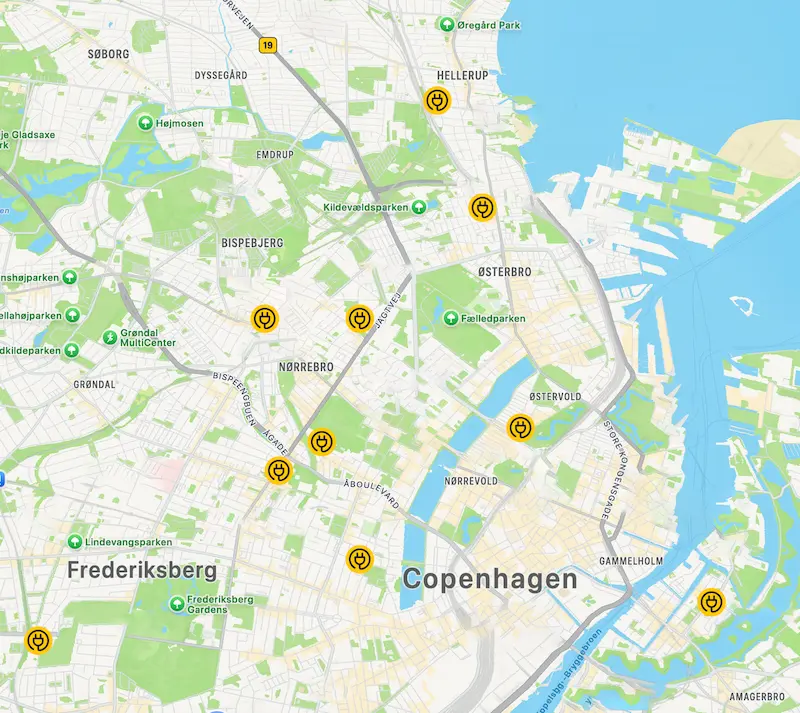 Øregård Park
RVEJEN
19
SØBORG
DYSSEGÅRD
HELLERUP
Højmosen
je Gladsaxe
rk
EMDRUP
Kildevældsparken
BISPEBJERG
ØSTERBRO
nshøjparken
JAGTVEJ
ellahøjparken
Fælledparken
Grøndal
MultiCenter
dkildeparken
NØRREBRO
GRØNDAL
BISPEENGBUEN
ØSTERVOLD
ÅGADE
STORE KONGENSGADE
NØRREVOLD
ÅBOULEVARD
Lindevangsparken
GAMMELHOLM
Frederiksberg
Copenhagen
Frederiksberg
Gardens
opelsbg.-Bryggebroen
AMAGERBRO